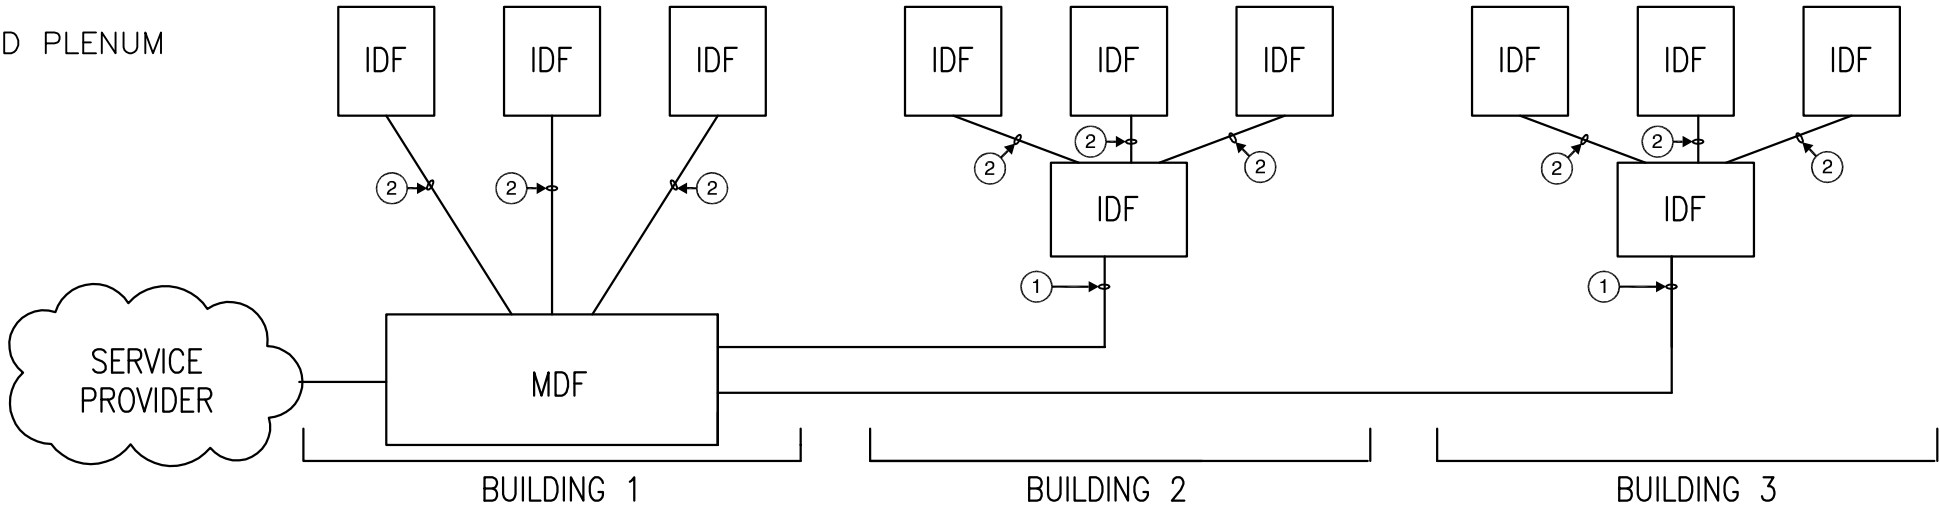 D PLENUM
IDF IDF IDF IDF IDF IDF IDF IDF IDF
2 2
2 2 2 2
2 2 2
IDF IDF
1 1
SERVICE
PROVIDER
MDF
BUILDING 1 BUILDING 2 BUILDING 3